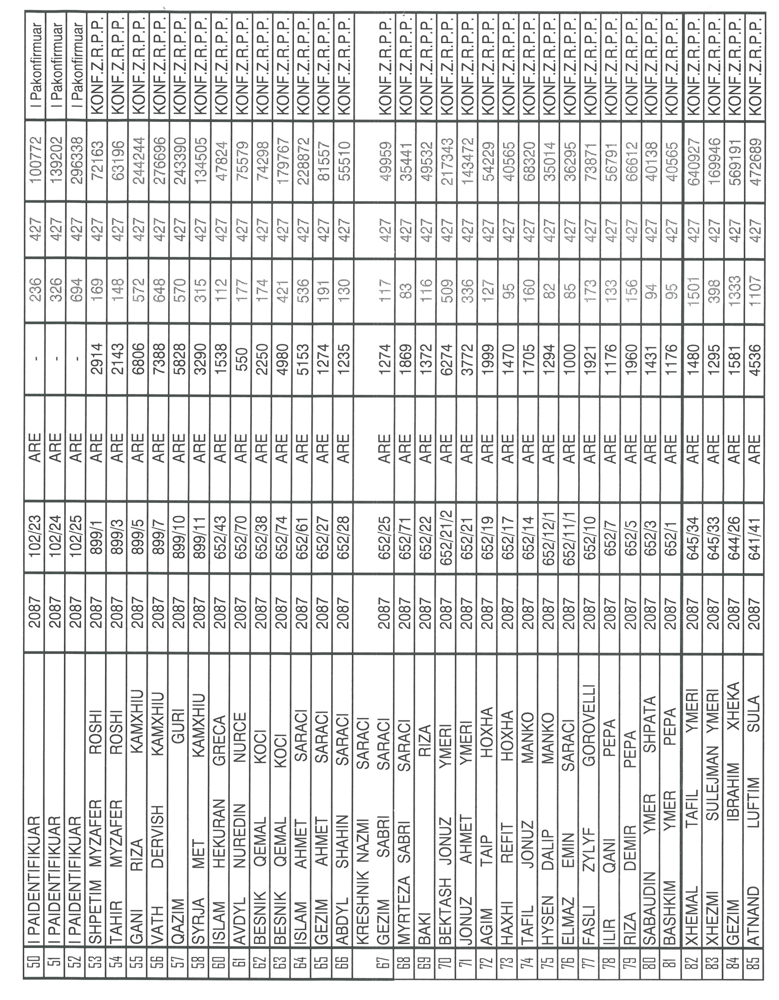 50 I PAIDENTIFIKUAR 2087 102/23 ARE - 236 427 100772 I Pakonfirmuar
51 I PAIDENTIFIKUAR 2087 102/24 ARE - 326 427 139202 I Pakonfirmuar
52 I PAIDENTIFIKUAR 2087 102/25 ARE - 694 427 296338 I Pakonfirmuar
53 SHPETIM MYZAFER ROSHI 2087 899/1 ARE 2914 169 427 72163 KONF.Z.R.P.P.
54 TAHIR MYZAFER ROSHI 2087 899/3 ARE 2143 148 427 63196 KONF.Z.R.P.P.
55 GANI RIZA KAMXHIU 2087 899/5 ARE 6806 572 427 244244 KONF.Z.R.P.P.
56 VATH DERVISH KAMXHIU 2087 899/7 ARE 7388 648 427 276696 KONF.Z.R.P.P.
57 QAZIM GURI 2087 899/10 ARE 5828 570 427 243390 KONF.Z.R.P.P.
58 SYRJA MET KAMXHIU 2087 899/11 ARE 3290 315 427 134505 KONF.Z.R.P.P.
60 ISLAM HEKURAN GRECA 2087 652/43 ARE 1538 112 427 47824 KONF.Z.R.P.P.
61 AVDYL NUREDIN NURCE 2087 652/70 ARE 550 177 427 75579 KONF.Z.R.P.P.
62 BESNIK QEMAL KOCI 2087 652/38 ARE 2250 174 427 74298 KONF.Z.R.P.P.
63 BESNIK QEMAL KOCI 2087 652/74 ARE 4980 421 427 179767 KONF.Z.R.P.P.
64 ISLAM AHMET SARACI 2087 652/61 ARE 5153 536 427 228872 KONF.Z.R.P.P.
65 GEZIM AHMET SARACI 2087 652/27 ARE 1274 191 427 81557 KONF.Z.R.P.P.
66 ABDYL SHAHIN SARACI 2087 652/28 ARE 1235 130 427 55510 KONF.Z.R.P.P.
KRESHNIK NAZMI SARACI
67 GEZIM SABRI SARACI 2087 652/25 ARE 1274 117 427 49959 KONF.Z.R.P.P.
68 MYRTEZA SABRI SARACI 2087 652/71 ARE 1869 83 427 35441 KONF.Z.R.P.P.
69 BAKI RIZA 2087 652/22 ARE 1372 116 427 49532 KONF.Z.R.P.P.
70 BEKTASH JONUZ YMERI 2087 652/21/2 ARE 6274 509 427 217343 KONF.Z.R.P.P.
71 JONUZ AHMET YMERI 2087 652/21 ARE 3772 336 427 143472 KONF.Z.R.P.P.
72 AGIM TAIP HOXHA 2087 652/19 ARE 1999 127 427 54229 KONF.Z.R.P.P.
73 HAXHI REFIT HOXHA 2087 652/17 ARE 1470 95 427 40565 KONF.Z.R.P.P.
74 TAFIL JONUZ MANKO 2087 652/14 ARE 1705 160 427 68320 KONF.Z.R.P.P.
75 HYSEN DALIP MANKO 2087 652/12/1 ARE 1294 82 427 35014 KONF.Z.R.P.P.
76 ELMAZ EMIN SARACI 2087 652/11/1 ARE 1000 85 427 36295 KONF.Z.R.P.P.
77 FASLI ZYLYF GOROVELLI 2087 652/10 ARE 1921 173 427 73871 KONF.Z.R.P.P.
78 ILIR QANI PEPA 2087 652/7 ARE 1176 133 427 56791 KONF.Z.R.P.P.
79 RIZA DEMIR PEPA 2087 652/5 ARE 1960 156 427 66612 KONF.Z.R.P.P.
80 SABAUDIN YMER SHPATA 2087 652/3 ARE 1431 94 427 40138 KONF.Z.R.P.P.
81 BASHKIM YMER PEPA 2087 652/1 ARE 1176 95 427 40565 KONF.Z.R.P.P.
82 XHEMAL TAFIL YMERI 2087 645/34 ARE 1480 1501 427 640927 KONF.Z.R.P.P.
83 XHEZMI SULEJMAN YMERI 2087 645/33 ARE 1295 398 427 169946 KONF.Z.R.P.P.
84 GEZIM IBRAHIM XHEKA 2087 644/26 ARE 1581 1333 427 569191 KONF.Z.R.P.P.
85 ATNAND LUFTIM SULA 2087 641/41 ARE 4536 1107 427 472689 KONF.Z.R.P.P.